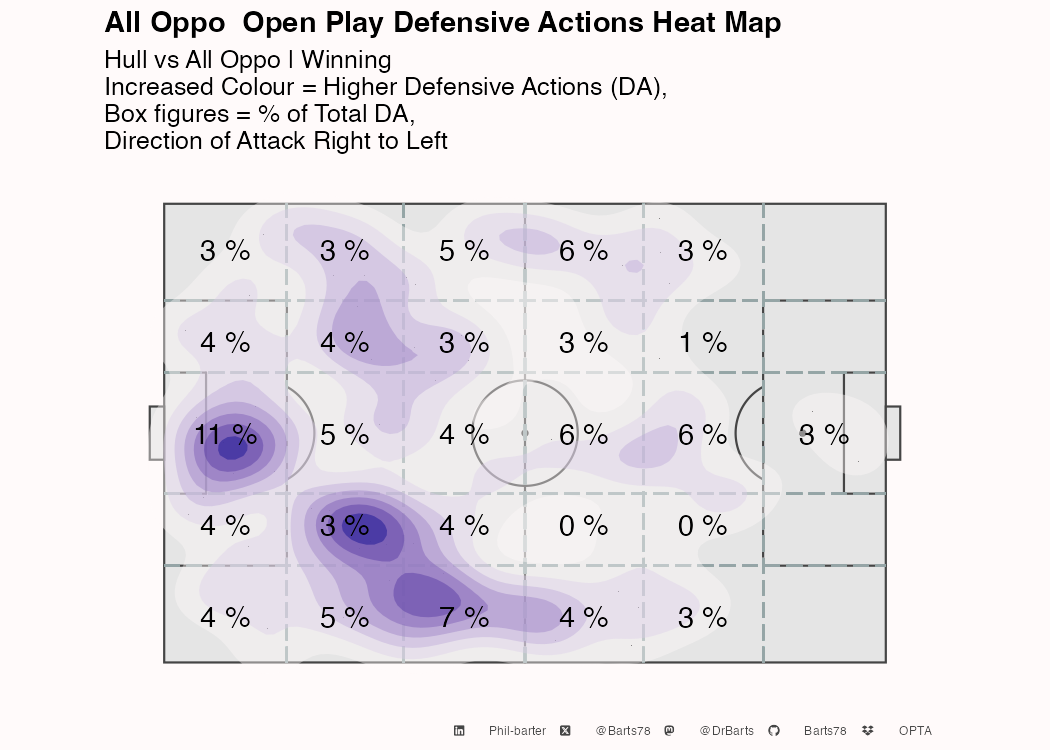 All Oppo  Open Play Defensive Actions Heat Map
Hull vs All Oppo | Winning
Increased Colour = Higher Defensive Actions (DA),
Box figures = % of Total DA,
Direction of Attack Right to Left
3 % 3 % 5 % 6 % 3 %
4 % 4 % 3 % 3 % 1 %
11 % 5 % 4 % 6 % 6 % 3 %
4 % 3 % 4 % 0 % 0 %
4 % 5 % 7 % 4 % 3 %
Phil-barter @Barts78 @DrBarts Barts78 OPTA